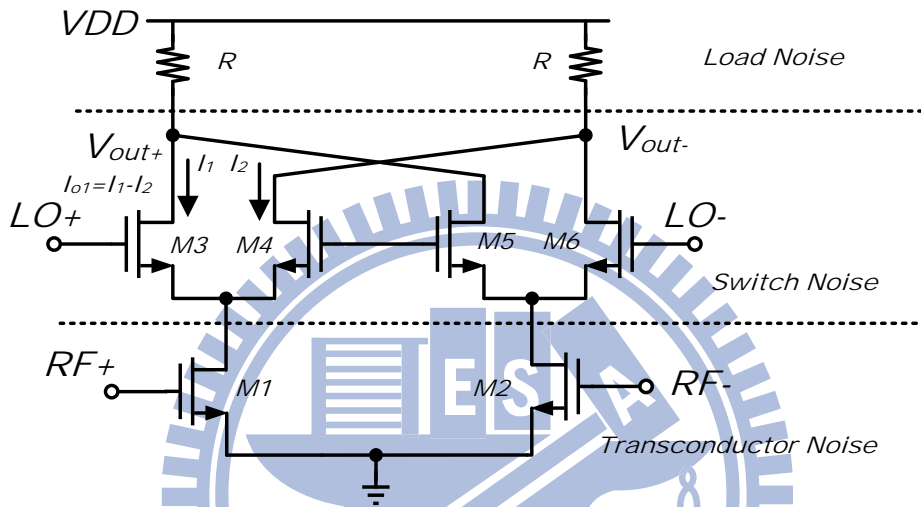 VDD
R
R
Load Noise
Vout+
I1
I2
Vout-
Io1=I1-I2
LO+
M3
M4
M5
M6
LO-
Switch Noise
RF+
M1
M2
RF-
Transconductor Noise
E
S
A
8